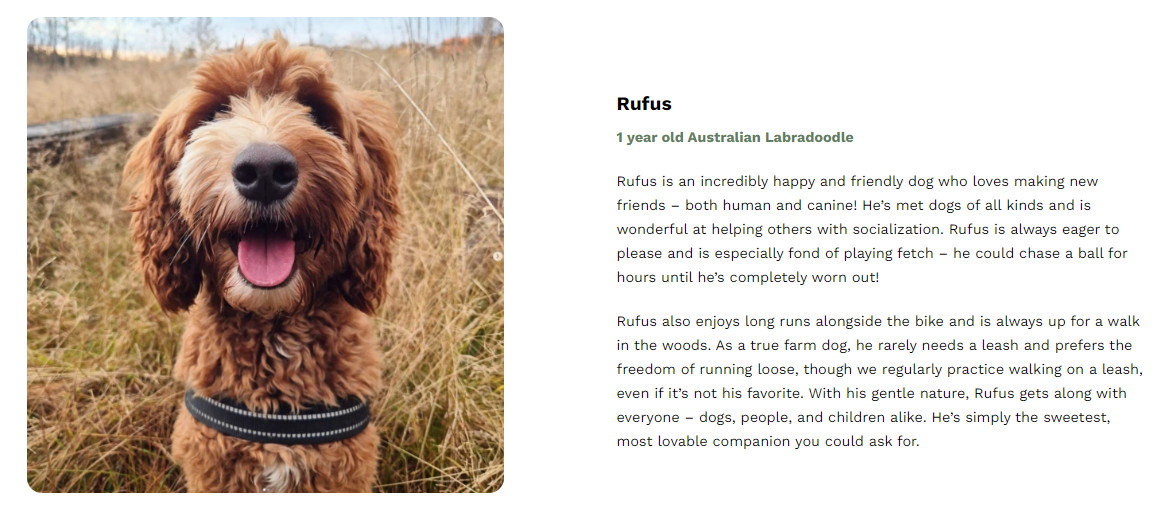 Rufus
1 year old Australian Labradoodle
Rufus is an incredibly happy and friendly dog who loves making new
friends – both human and canine! He’s met dogs of all kinds and is
wonderful at helping others with socialization. Rufus is always eager to
please and is especially fond of playing fetch – he could chase a ball for
hours until he’s completely worn out!
Rufus also enjoys long runs alongside the bike and is always up for a walk
in the woods. As a true farm dog, he rarely needs a leash and prefers the
freedom of running loose, though we regularly practice walking on a leash,
even if it’s not his favorite. With his gentle nature, Rufus gets along with
everyone – dogs, people, and children alike. He’s simply the sweetest,
most lovable companion you could ask for.